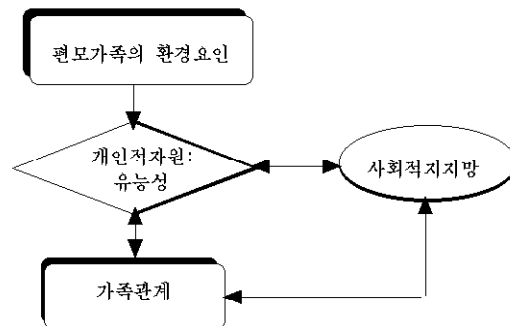 편모가족의 환경요인
개인적자원:
유능성
사회적지지망
가족관계